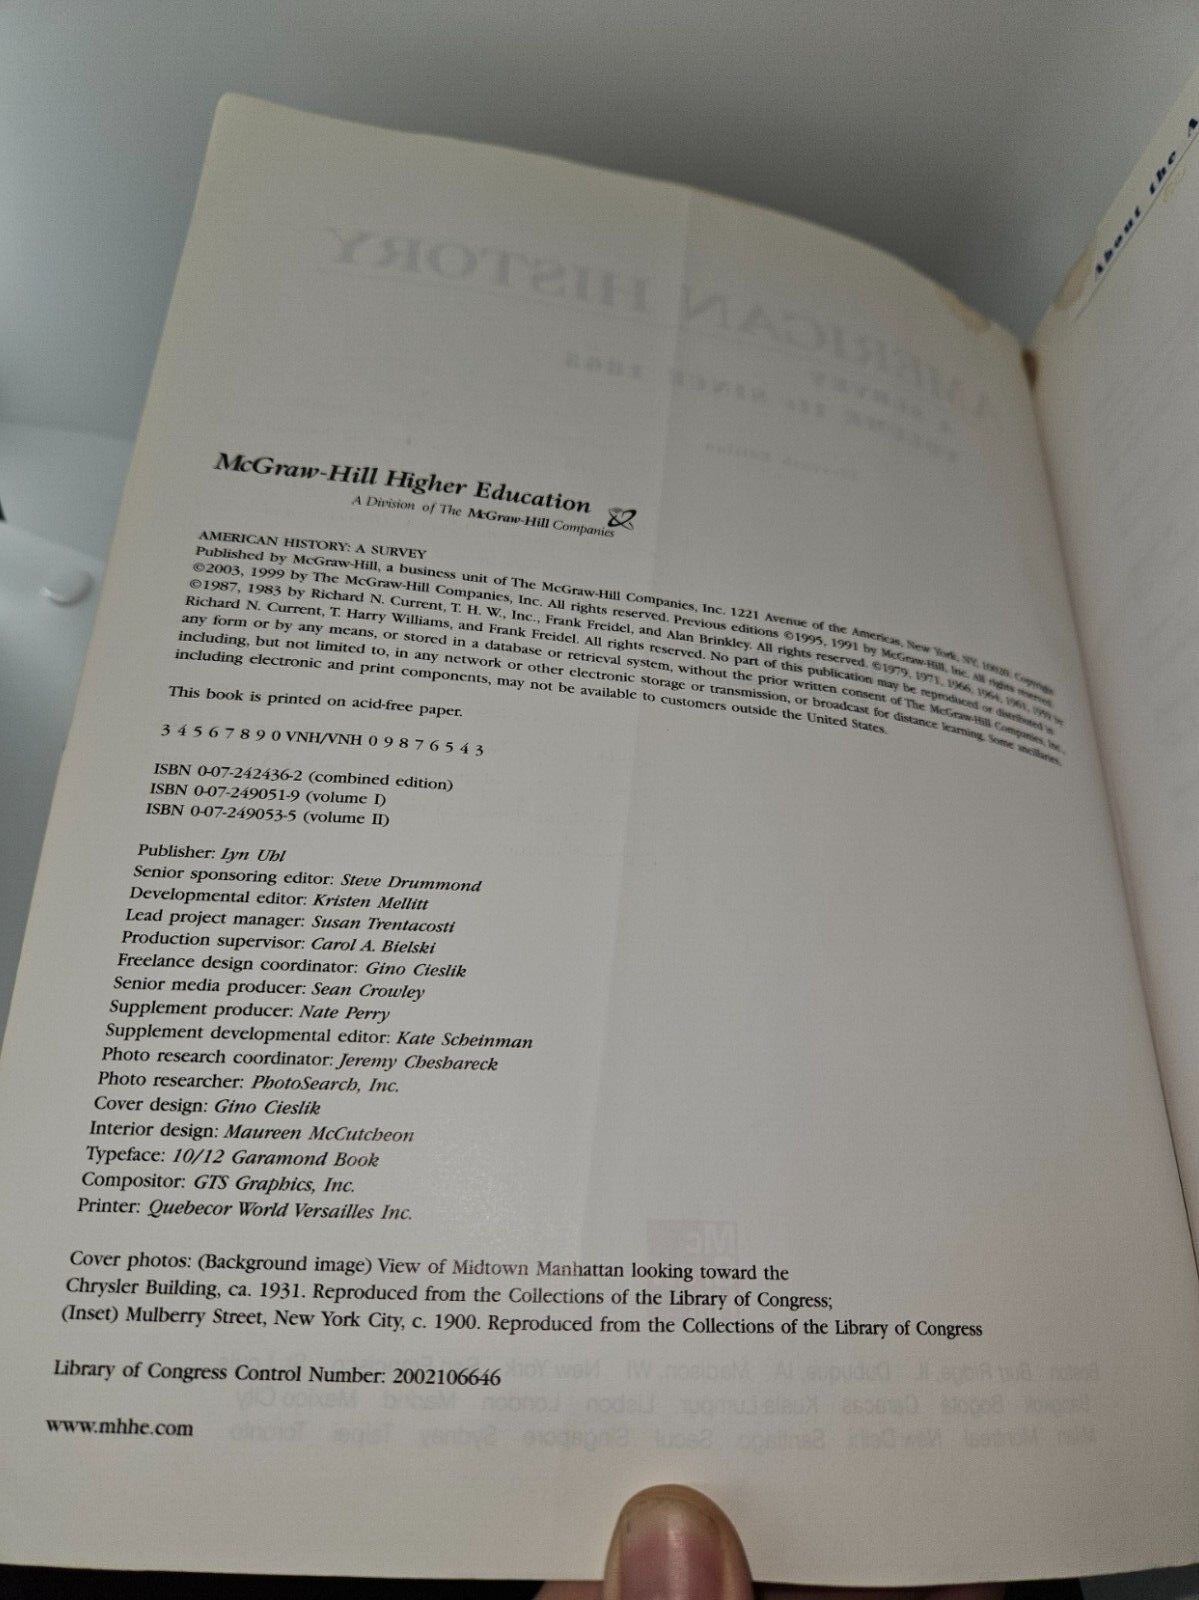 McGraw-Hill Higher Education
A Division of The McGraw-Hill Companies
AMERICAN HISTORY: A SURVEY
Published by McGraw-Hill, a business unit of The McGraw-Hill Companies, Inc. 1221 Avenue of the Americas, New York, NY, 10020. Copyright
©2003, 1999 by The McGraw-Hill Companies, Inc. All rights reserved. Previous editions ©1995, 1991 by McGraw-Hill, Inc. All rights reserved.
©1987, 1983 by Richard N. Current, T. H. W., Inc., Frank Freidel, and Alan Brinkley. All rights reserved. ©1979, 1971, 1966, 1964, 1961, 1959 by
Richard N. Current, T. Harry Williams, and Frank Freidel. All rights reserved. No part of this publication may be reproduced or distributed in
any form or by any means, or stored in a database or retrieval system, without the prior written consent of The McGraw-Hill Companies, Inc.,
including, but not limited to, in any network or other electronic storage or transmission, or broadcast for distance learning. Some ancillaries,
including electronic and print components, may not be available to customers outside the United States.
This book is printed on acid-free paper.
3 4 5 6 7 8 9 0 VNH/VNH 0 9 8 7 6 5 4 3
ISBN 0-07-242436-2 (combined edition)
ISBN 0-07-249051-9 (volume I)
ISBN 0-07-249053-5 (volume II)
Publisher: Lyn Uhl
Senior sponsoring editor: Steve Drummond
Developmental editor: Kristen Mellitt
Lead project manager: Susan Trentacosti
Production supervisor: Carol A. Bielski
Freelance design coordinator: Gino Cieslik
Senior media producer: Sean Crowley
Supplement producer: Nate Perry
Supplement developmental editor: Kate Scheinman
Photo research coordinator: Jeremy Cheshareck
Photo researcher: PhotoSearch, Inc.
Cover design: Gino Cieslik
Interior design: Maureen McCutcheon
Typeface: 10/12 Garamond Book
Compositor: GTS Graphics, Inc.
Printer: Quebecor World Versailles Inc.
Cover photos: (Background image) View of Midtown Manhattan looking toward the
Chrysler Building, ca. 1931. Reproduced from the Collections of the Library of Congress;
(Inset) Mulberry Street, New York City, c. 1900. Reproduced from the Collections of the Library of Congress
Library of Congress Control Number: 2002106646
www.mhhe.com
About the A